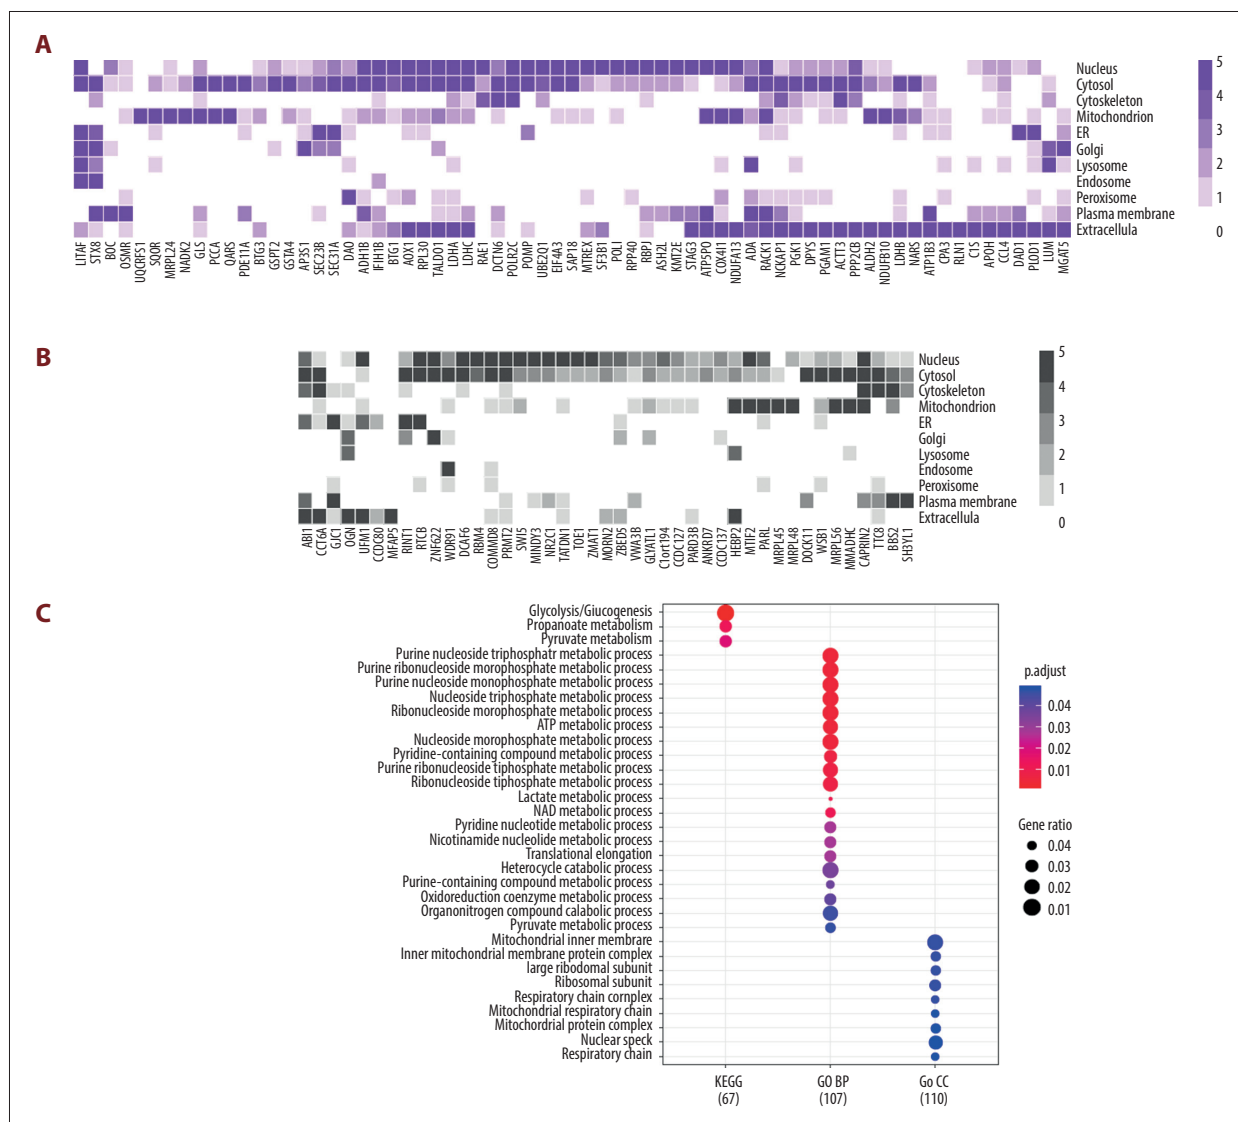 A
Nucleus
Cytosol
Cytoskeleton
Mitochondrion
ER
Golgi
Lysosome
Endosome
Peroxisome
Plasma membrane
Extracellula
5
4
3
2
1
0
LITAF STX8 BOC OSMR UQCRFS1 SQOR MRPL24 NADK2 GLS PCCA QARS PDE11A BTG3 GSPT2 GSTA4 AP3S1 SEC23B SEC31A DAO ADH1B IFIH1B BTG1 AOX1 RPL30 TALDO1 LDHA LDHC RAE1 DCTN6 POLR2C POMP UBE2Q1 EIF4A3 SAP18 MTREX SF3B1 POLI RPP40 RBPJ ASH2L KMT2E STAG3 ATP5PO COX4I1 NDUFA13 ADA RACK1 NCKAP1 PGK1 DPYS PGAM1 ACTT3 PPP2CB ALDH2 NDUFB10 LDHB NARS ATP1B3 CPA3 RLN1 C1S APOH CCL4 DAD1 PLOD1 LUM MGAT5
B
Nucleus
Cytosol
Cytoskeleton
Mitochondrion
ER
Golgi
Lysosome
Endosome
Peroxisome
Plasma membrane
Extracellula
5
4
3
2
1
0
ABI1 CCT6A GJC1 OGN UFM1 CCDC80 MFAP5 RINT1 RTCB ZNF622 WDR91 DCAF6 RBM4 COMMD8 PRMT2 SWI5 MINDY3 NR2C1 TATDN1 TOE1 ZMAT1 MORN2 ZBED5 VWA3B GLYATL1 C1orf194 CCDC127 PARD3B ANKRD7 CCDC137 HEBP2 MTIF2 PARL MRPL45 MRPL48 DOCK11 WSB1 MRPL56 MMADHC CAPRIN2 TTC8 BBS2 SH3YL1
C
Glycolysis/Giucogenesis
Propanoate metabolism
Pyruvate metabolism
Purine nucleoside triphosphatr metabolic process
Purine ribonucleoside morophosphate metabolic process
Purine nucleoside monophosphate metabolic process
Nucleoside triphosphate metabolic process
Ribonucleoside morophosphate metabolic process
ATP metabolic process
Nucleoside morophosphate metabolic process
Pyridine-containing compound metabolic process
Purine ribonucleoside tiphosphate metabolic process
Ribonucleoside tiphosphate metabolic process
Lactate metabolic process
NAD metabolic process
Pyridine nucleotide metabolic process
Nicotinamide nucleolide metabolic process
Translational elongation
Heterocycle catabolic process
Purine-containing compound metabolic process
Oxidoreduction coenzyme metabolic process
Organonitrogen compound calabolic process
Pyruvate metabolic process
Mitochondrial inner membrare
Inner mitochondrial membrane protein complex
large ribodomal subunit
Ribosomal subunit
Respiratory chain cornplex
Mitochondrial respiratory chain
Mitochordrial protein complex
Nuclear speck
Respiratory chain
KEGG
(67)
GO BP
(107)
Go CC
(110)
p.adjust
0.04
0.03
0.02
0.01
Gene ratio
0.04
0.03
0.02
0.01